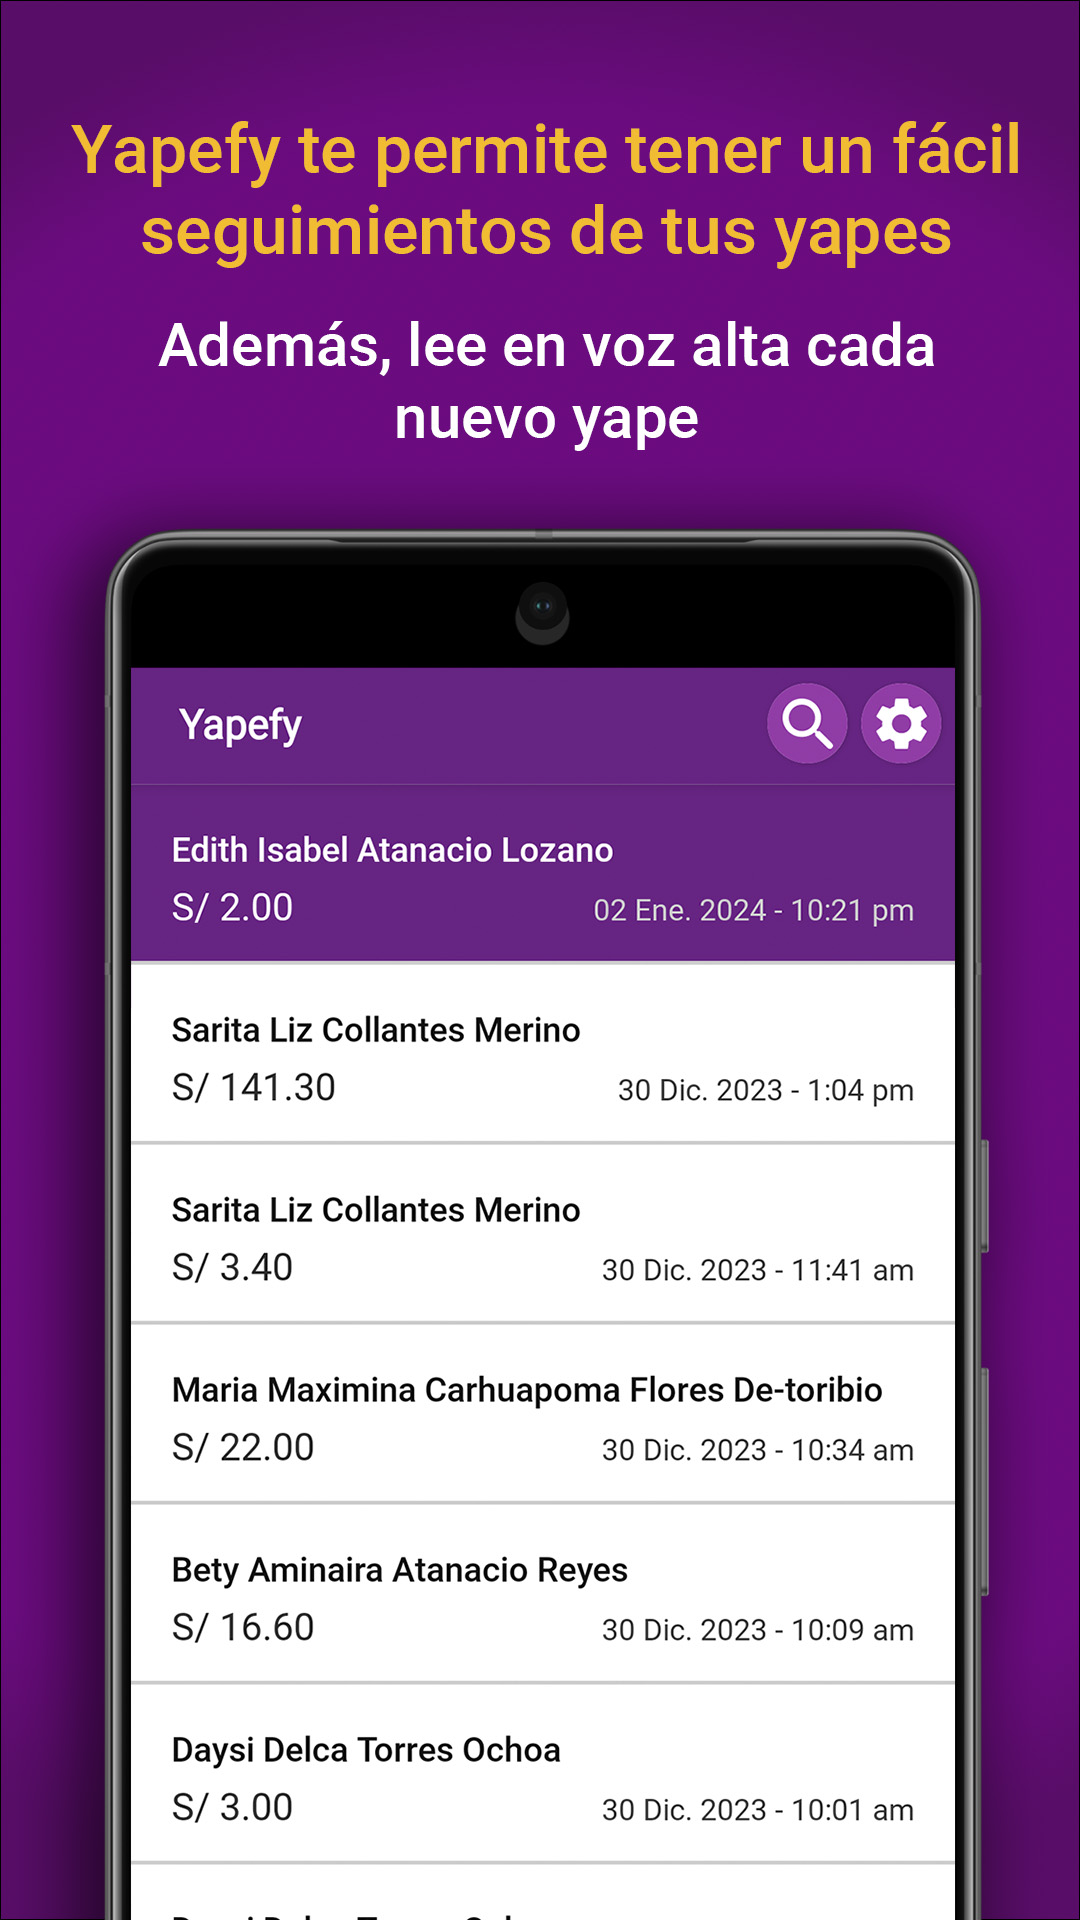 Yapefy te permite tener un fácil
seguimientos de tus yapes
Además, lee en voz alta cada
nuevo yape
Yapefy
Edith Isabel Atanacio Lozano
S/ 2.00 02 Ene. 2024 - 10:21 pm
Sarita Liz Collantes Merino
S/ 141.30 30 Dic. 2023 - 1:04 pm
Sarita Liz Collantes Merino
S/ 3.40 30 Dic. 2023 - 11:41 am
Maria Maximina Carhuapoma Flores De-toribio
S/ 22.00 30 Dic. 2023 - 10:34 am
Bety Aminaira Atanacio Reyes
S/ 16.60 30 Dic. 2023 - 10:09 am
Daysi Delca Torres Ochoa
S/ 3.00 30 Dic. 2023 - 10:01 am